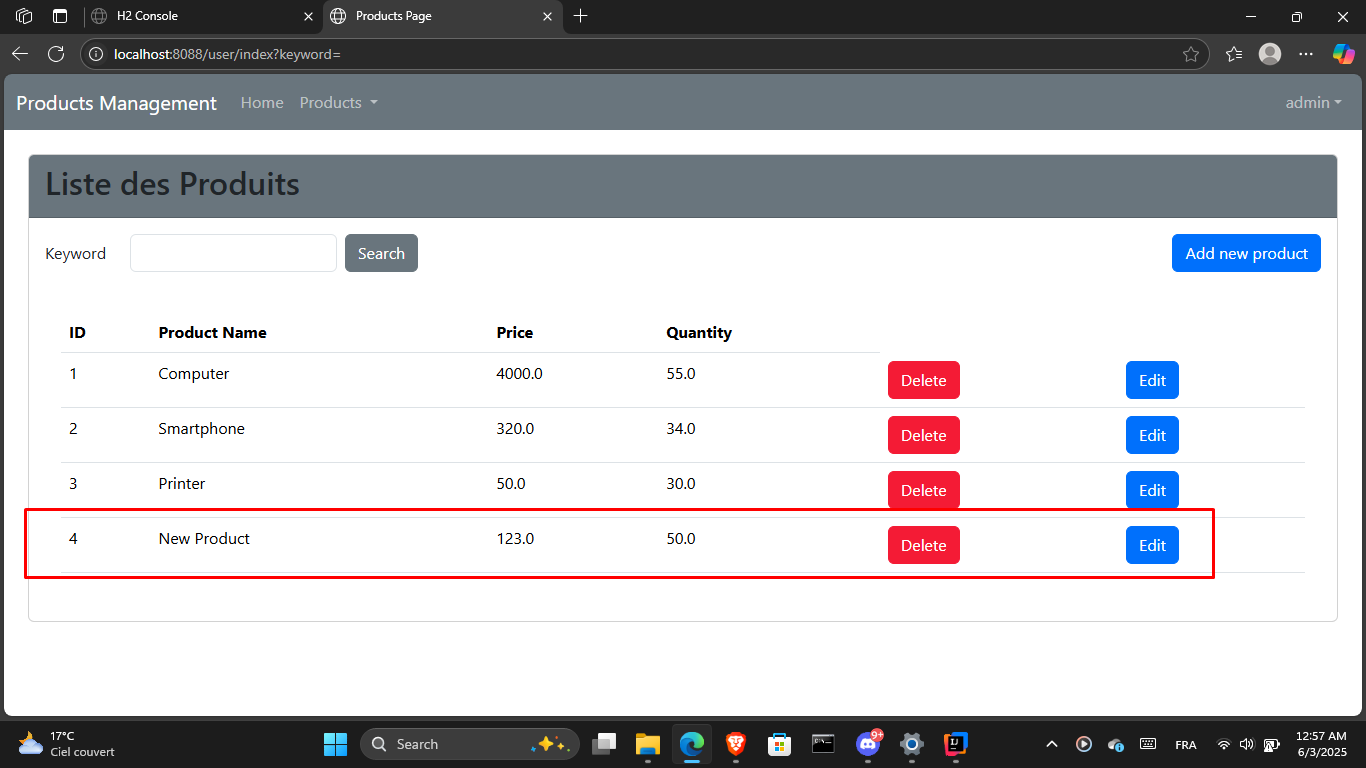 H2 Console
Products Page
localhost:8088/user/index?keyword=
Products Management Home Products admin
Liste des Produits
Keyword Search Add new product
ID Product Name Price Quantity
1 Computer 4000.0 55.0 Delete Edit
2 Smartphone 320.0 34.0 Delete Edit
3 Printer 50.0 30.0 Delete Edit
4 New Product 123.0 50.0 Delete Edit
17°C
Ciel couvert
Search
9+
IJ
FRA
12:57 AM
6/3/2025